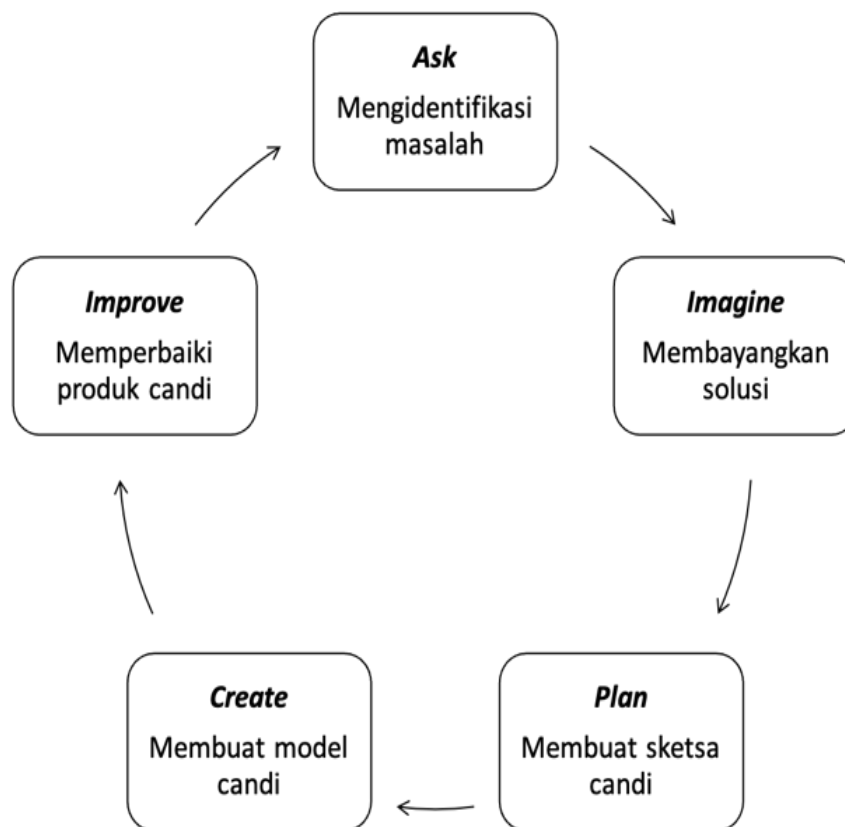 Ask
Mengidentifikasi
masalah
Imagine
Membayangkan
solusi
Plan
Membuat sketsa
candi
Create
Membuat model
candi
Improve
Memperbaiki
produk candi